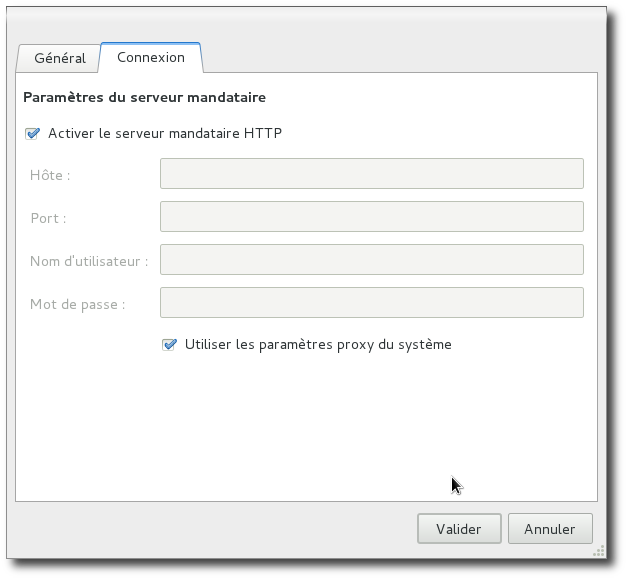 Général
Connexion
Paramètres du serveur mandataire
Activer le serveur mandataire HTTP
Hôte :
Port :
Nom d'utilisateur :
Mot de passe :
Utiliser les paramètres proxy du système
Valider
Annuler